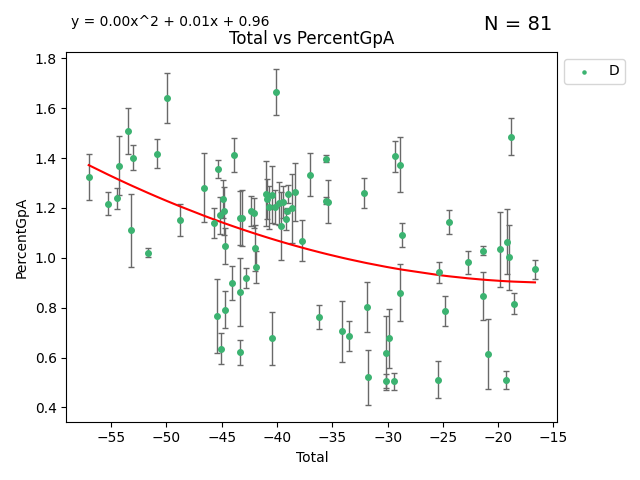 y = 0.00x^2 + 0.01x + 0.96
N = 81
Total vs PercentGpA
D
PercentGpA
1.8
1.6
1.4
1.2
1.0
0.8
0.6
0.4
−55 −50 −45 −40 −35 −30 −25 −20 −15
Total